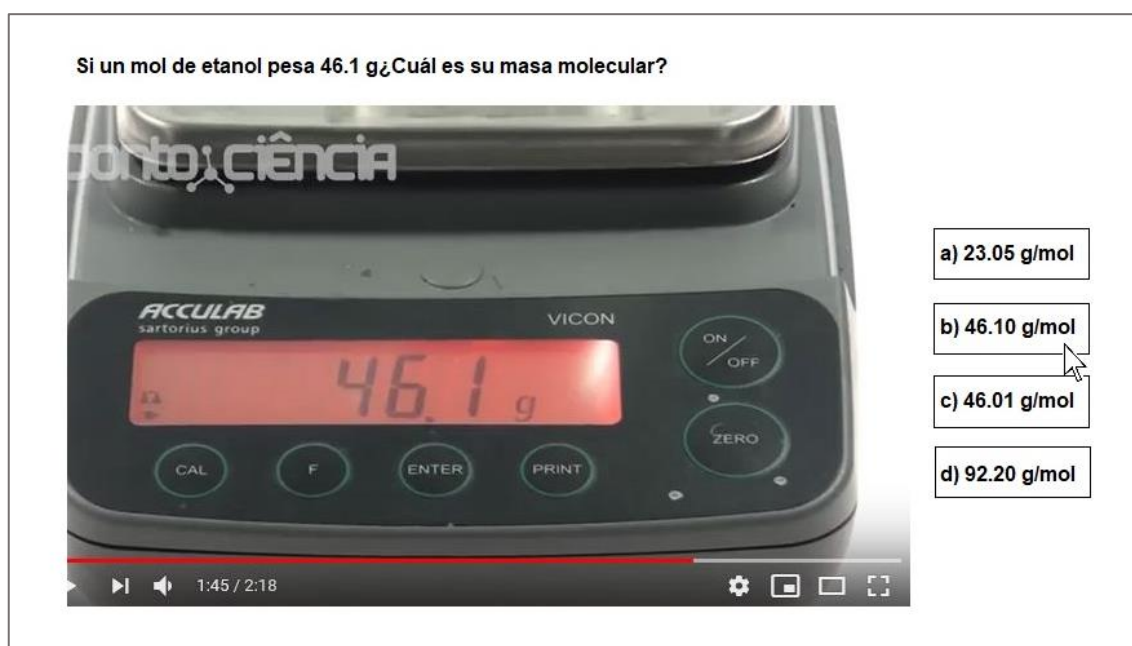 Si un mol de etanol pesa 46.1 g¿Cuál es su masa molecular?
ponto ciência
ACCULAB
sartorius group
VICON
ON/OFF
46.1 g
ZERO
CAL
F
ENTER
PRINT
1:45 / 2:18
a) 23.05 g/mol
b) 46.10 g/mol
c) 46.01 g/mol
d) 92.20 g/mol